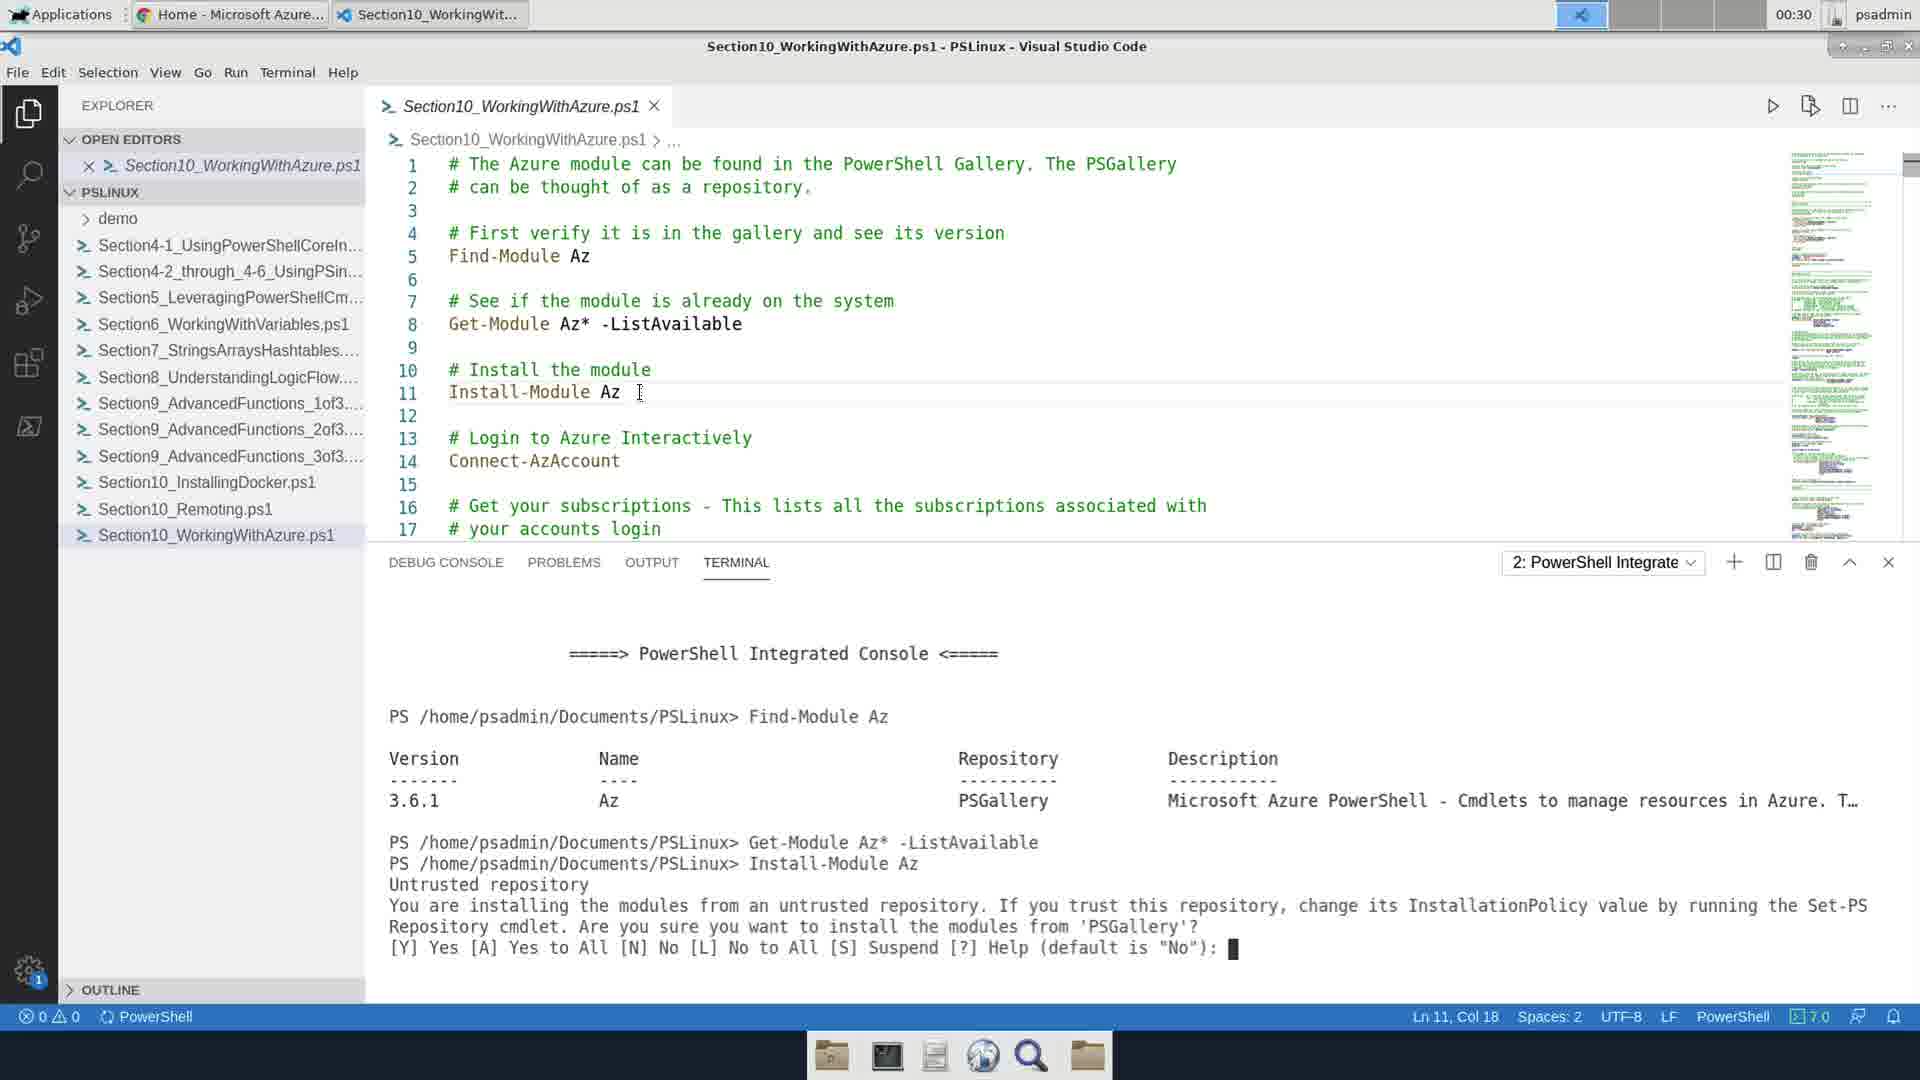 Applications
Home - Microsoft Azure...
Section10_WorkingWit...
00:30
psadmin
Section10_WorkingWithAzure.ps1 - PSLinux - Visual Studio Code
File Edit Selection View Go Run Terminal Help
EXPLORER
OPEN EDITORS
Section10_WorkingWithAzure.ps1
PSLINUX
demo
Section4-1_UsingPowerShellCoreIn...
Section4-2_through_4-6_UsingPSin...
Section5_LeveragingPowerShellCm...
Section6_WorkingWithVariables.ps1
Section7_StringsArraysHashtables....
Section8_UnderstandingLogicFlow....
Section9_AdvancedFunctions_1of3....
Section9_AdvancedFunctions_2of3....
Section9_AdvancedFunctions_3of3....
Section10_InstallingDocker.ps1
Section10_Remoting.ps1
Section10_WorkingWithAzure.ps1
OUTLINE
1
Section10_WorkingWithAzure.ps1
Section10_WorkingWithAzure.ps1 > ...
1 # The Azure module can be found in the PowerShell Gallery. The PSGallery
2 # can be thought of as a repository.
3
4 # First verify it is in the gallery and see its version
5 Find-Module Az
6
7 # See if the module is already on the system
8 Get-Module Az* -ListAvailable
9
10 # Install the module
11 Install-Module Az
12
13 # Login to Azure Interactively
14 Connect-AzAccount
15
16 # Get your subscriptions - This lists all the subscriptions associated with
17 # your accounts login
DEBUG CONSOLE PROBLEMS OUTPUT TERMINAL
2: PowerShell Integrate
=====> PowerShell Integrated Console <=====
PS /home/psadmin/Documents/PSLinux> Find-Module Az
Version Name Repository Description
------- ---- ---------- -----------
3.6.1 Az PSGallery Microsoft Azure PowerShell - Cmdlets to manage resources in Azure. T…
PS /home/psadmin/Documents/PSLinux> Get-Module Az* -ListAvailable
PS /home/psadmin/Documents/PSLinux> Install-Module Az
Untrusted repository
You are installing the modules from an untrusted repository. If you trust this repository, change its InstallationPolicy value by running the Set-PS
Repository cmdlet. Are you sure you want to install the modules from 'PSGallery'?
[Y] Yes [A] Yes to All [N] No [L] No to All [S] Suspend [?] Help (default is "No"):
0 0 PowerShell
Ln 11, Col 18 Spaces: 2 UTF-8 LF PowerShell 7.0